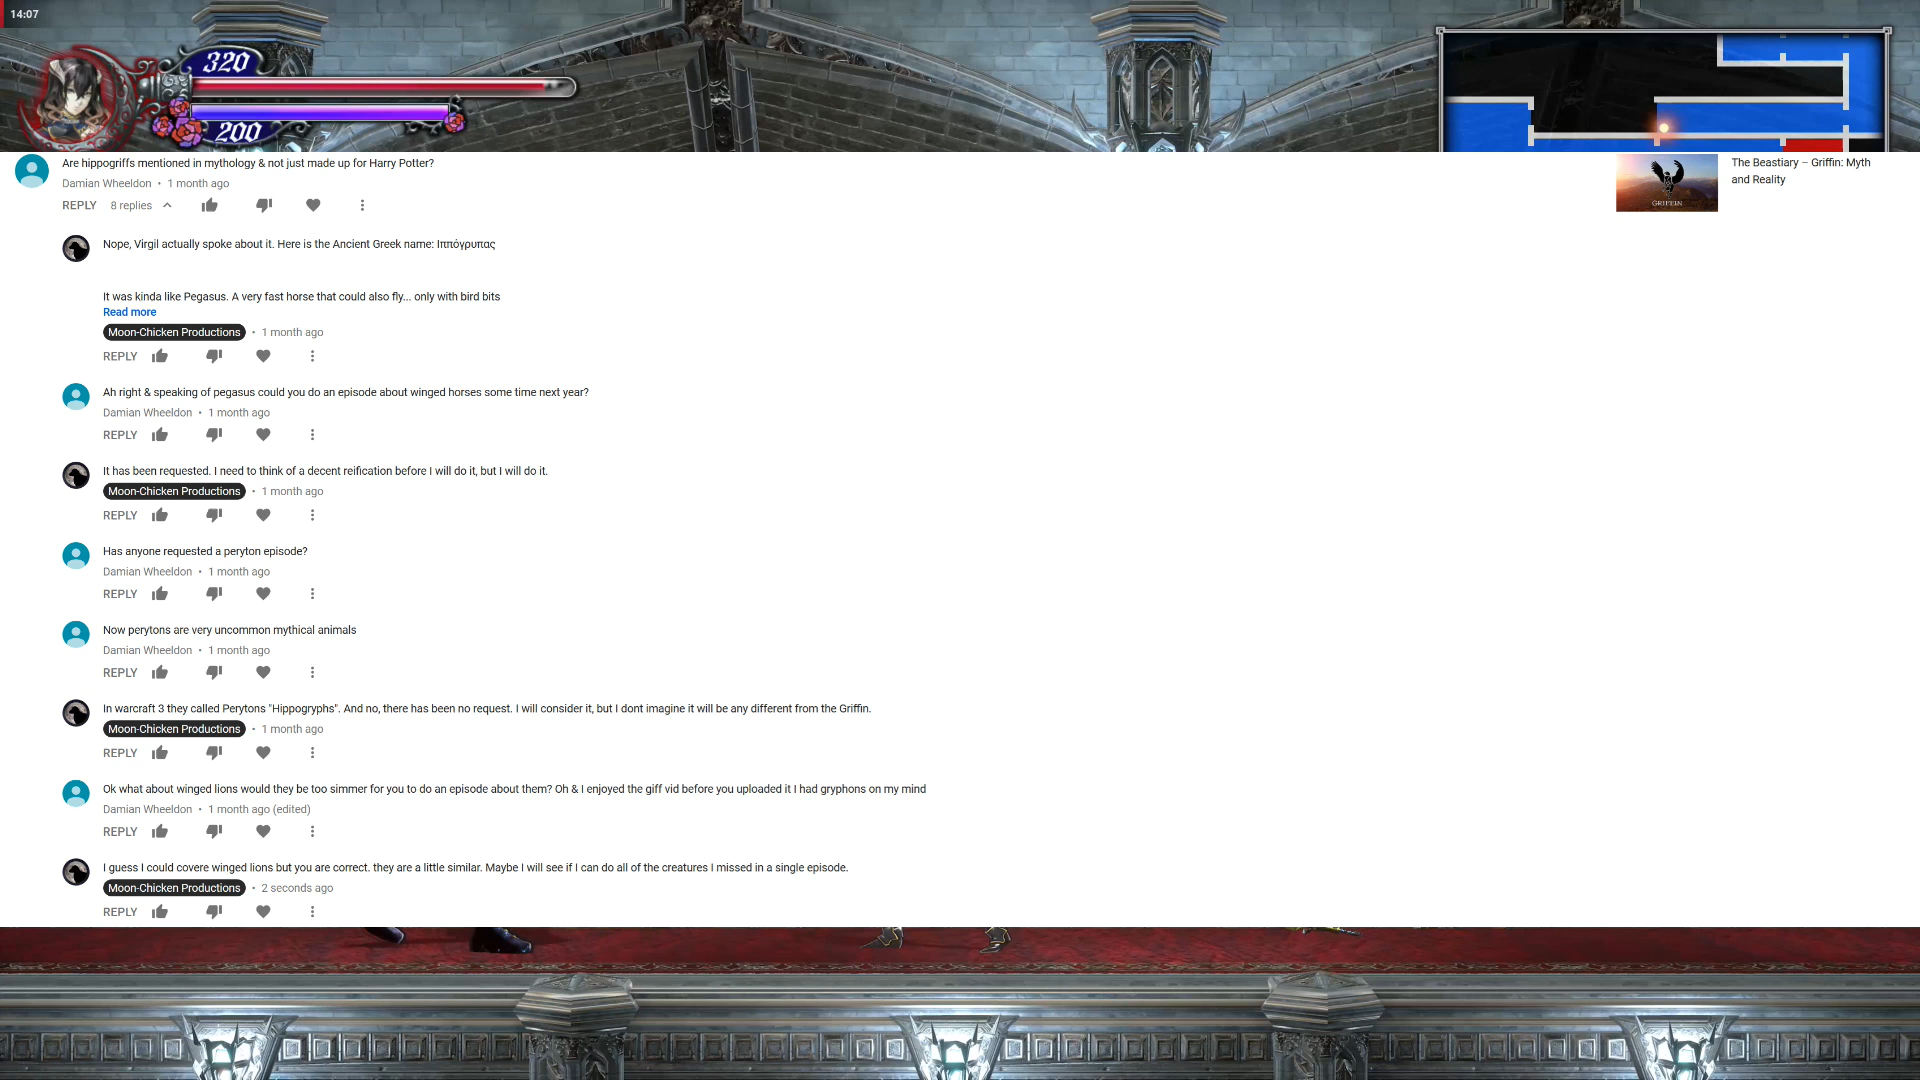 14:07
320
200
Are hippogriffs mentioned in mythology & not just made up for Harry Potter?
Damian Wheeldon • 1 month ago
REPLY 8 replies
The Beastiary – Griffin: Myth
and Reality
GRIFFIN
Nope, Virgil actually spoke about it. Here is the Ancient Greek name: Ιππόγρυπας
It was kinda like Pegasus. A very fast horse that could also fly... only with bird bits
Read more
Moon-Chicken Productions • 1 month ago
REPLY
Ah right & speaking of pegasus could you do an episode about winged horses some time next year?
Damian Wheeldon • 1 month ago
REPLY
It has been requested. I need to think of a decent reification before I will do it, but I will do it.
Moon-Chicken Productions • 1 month ago
REPLY
Has anyone requested a peryton episode?
Damian Wheeldon • 1 month ago
REPLY
Now perytons are very uncommon mythical animals
Damian Wheeldon • 1 month ago
REPLY
In warcraft 3 they called Perytons "Hippogryphs". And no, there has been no request. I will consider it, but I dont imagine it will be any different from the Griffin.
Moon-Chicken Productions • 1 month ago
REPLY
Ok what about winged lions would they be too simmer for you to do an episode about them? Oh & I enjoyed the giff vid before you uploaded it I had gryphons on my mind
Damian Wheeldon • 1 month ago (edited)
REPLY
I guess I could covere winged lions but you are correct. they are a little similar. Maybe I will see if I can do all of the creatures I missed in a single episode.
Moon-Chicken Productions • 2 seconds ago
REPLY